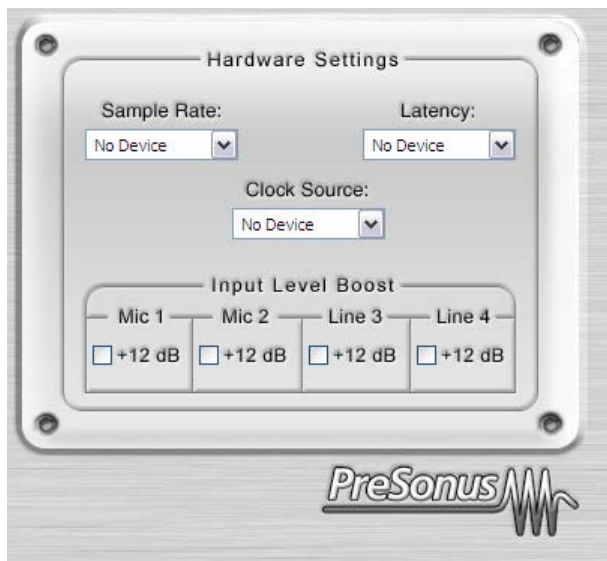 Hardware Settings
Sample Rate: Latency:
No Device No Device
Clock Source:
No Device
Input Level Boost
Mic 1 Mic 2 Line 3 Line 4
+12 dB +12 dB +12 dB +12 dB
PreSonus